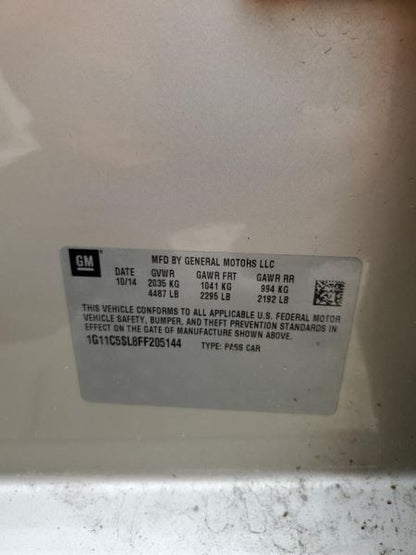 GM
MFD BY GENERAL MOTORS LLC
DATE GVWR GAWR FRT GAWR RR
10/14 2035 KG 1041 KG 994 KG
4487 LB 2295 LB 2192 LB
THIS VEHICLE CONFORMS TO ALL APPLICABLE U.S. FEDERAL MOTOR
VEHICLE SAFETY, BUMPER, AND THEFT PREVENTION STANDARDS IN
EFFECT ON THE DATE OF MANUFACTURE SHOWN ABOVE.
1G11C5SL8FF205144 TYPE: PASS CAR